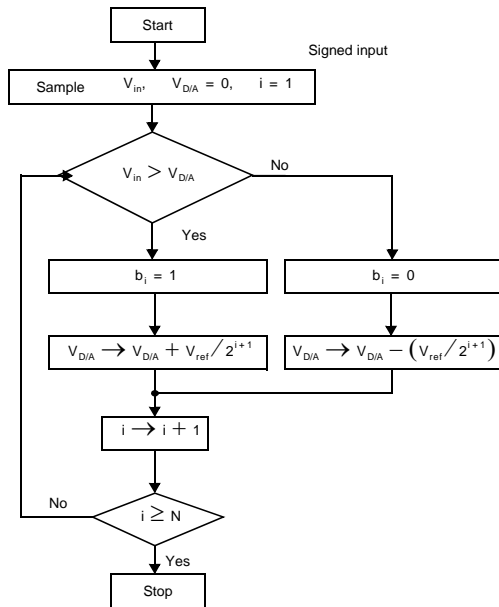 Start
Signed input
Sample V_in, V_D/A = 0, i = 1
V_in > V_D/A
No
Yes
b_i = 1
b_i = 0
V_D/A → V_D/A + V_ref / 2^{i+1}
V_D/A → V_D/A − (V_ref / 2^{i+1})
i → i + 1
No
i ≥ N
Yes
Stop